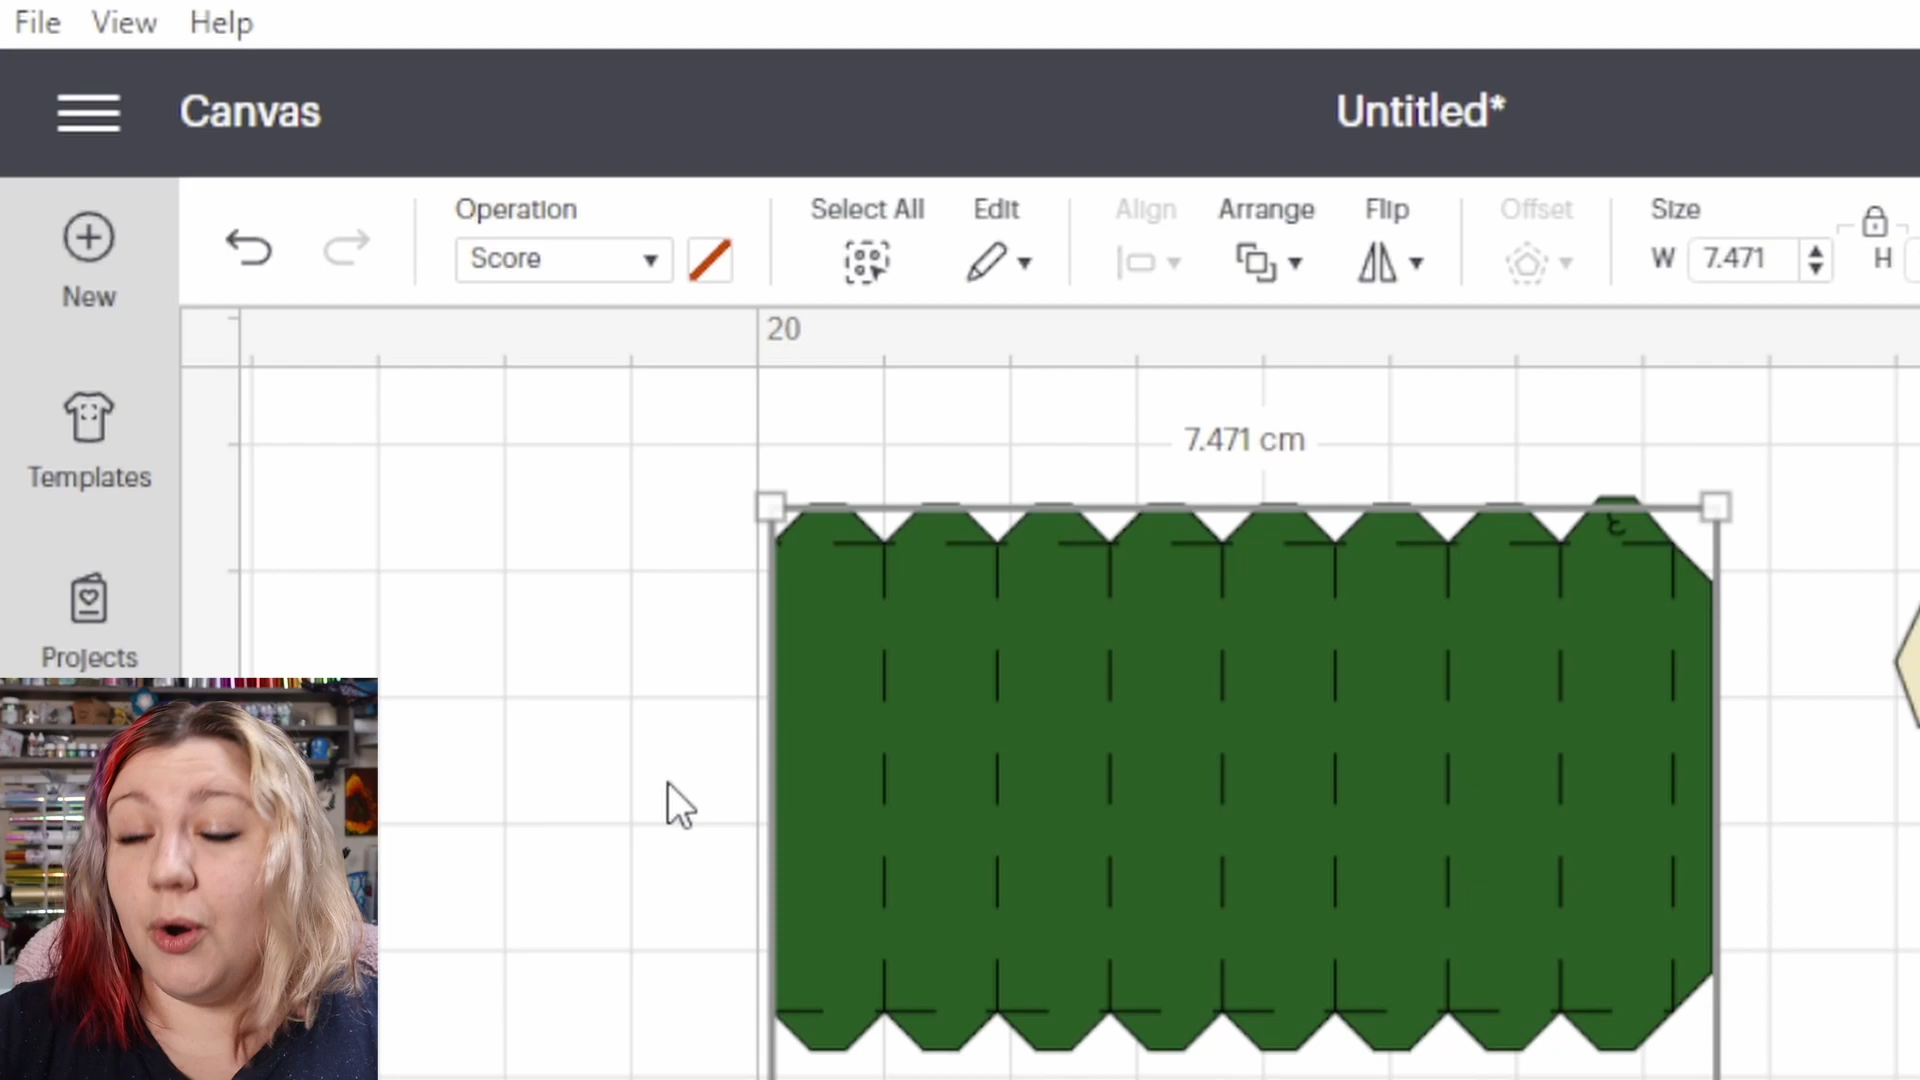 File View Help
Canvas Untitled*
Operation Select All Edit Align Arrange Flip Offset Size
Score W 7.471 H
New
20
Templates
7.471 cm
Projects